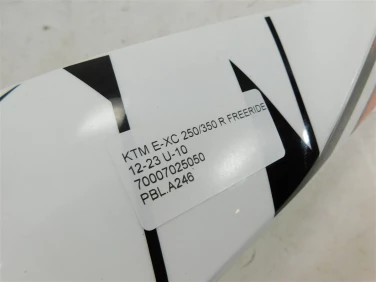 KTM E-XC 250/350 R FREERIDE
12-23 U-10
70007025050
PBL.A246